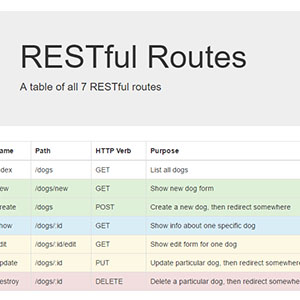 RESTful Routes
A table of all 7 RESTful routes
ame Path HTTP Verb Purpose
dex /dogs GET List all dogs
ew /dogs/new GET Show new dog form
reate /dogs POST Create a new dog, then redirect somewhere
how /dogs/:id GET Show info about one specific dog
dit /dogs/:id/edit GET Show edit form for one dog
pdate /dogs/:id PUT Update particular dog, then redirect somewhere
estroy /dogs/:id DELETE Delete a particular dog, then redirect somewhere